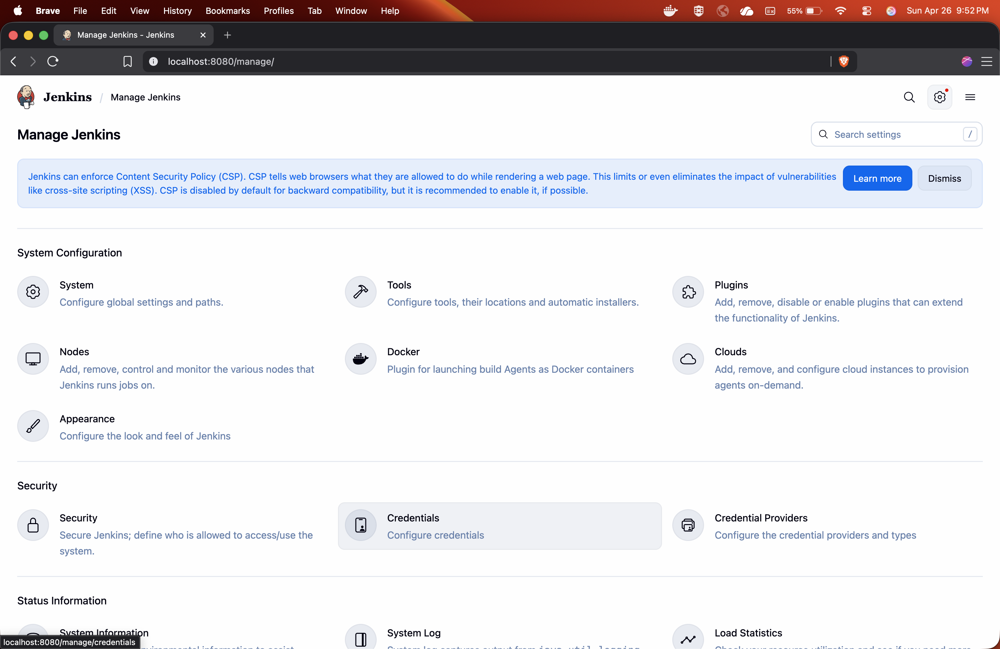 Brave File Edit View History Bookmarks Profiles Tab Window Help 55% Sun Apr 26 9:52 PM
Manage Jenkins - Jenkins
localhost:8080/manage/
Jenkins / Manage Jenkins
Manage Jenkins
Search settings /
Jenkins can enforce Content Security Policy (CSP). CSP tells web browsers what they are allowed to do while rendering a web page. This limits or even eliminates the impact of vulnerabilities
like cross-site scripting (XSS). CSP is disabled by default for backward compatibility, but it is recommended to enable it, if possible.
Learn more
Dismiss
System Configuration
System
Configure global settings and paths.
Tools
Configure tools, their locations and automatic installers.
Plugins
Add, remove, disable or enable plugins that can extend
the functionality of Jenkins.
Nodes
Add, remove, control and monitor the various nodes that
Jenkins runs jobs on.
Docker
Plugin for launching build Agents as Docker containers
Clouds
Add, remove, and configure cloud instances to provision
agents on-demand.
Appearance
Configure the look and feel of Jenkins
Security
Security
Secure Jenkins; define who is allowed to access/use the
system.
Credentials
Configure credentials
Credential Providers
Configure the credential providers and types
Status Information
System Information
environmental information to assist
System Log
System log captures output from java.util.logging
Load Statistics
Check your resource utilization and see if you need more
localhost:8080/manage/credentials